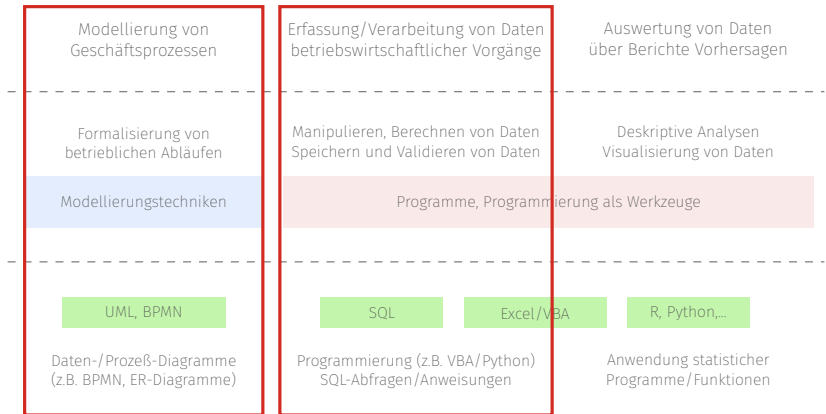 Modellierung von
Geschäftsprozessen
Erfassung/Verarbeitung von Daten
betriebswirtschaftlicher Vorgänge
Auswertung von Daten
über Berichte Vorhersagen
Formalisierung von
betrieblichen Abläufen
Manipulieren, Berechnen von Daten
Speichern und Validieren von Daten
Deskriptive Analysen
Visualisierung von Daten
Modellierungstechniken
Programme, Programmierung als Werkzeuge
UML, BPMN
SQL
Excel/VBA
R, Python,...
Daten-/Prozeß-Diagramme
(z.B. BPMN, ER-Diagramme)
Programmierung (z.B. VBA/Python)
SQL-Abfragen/Anweisungen
Anwendung statisticher
Programme/Funktionen